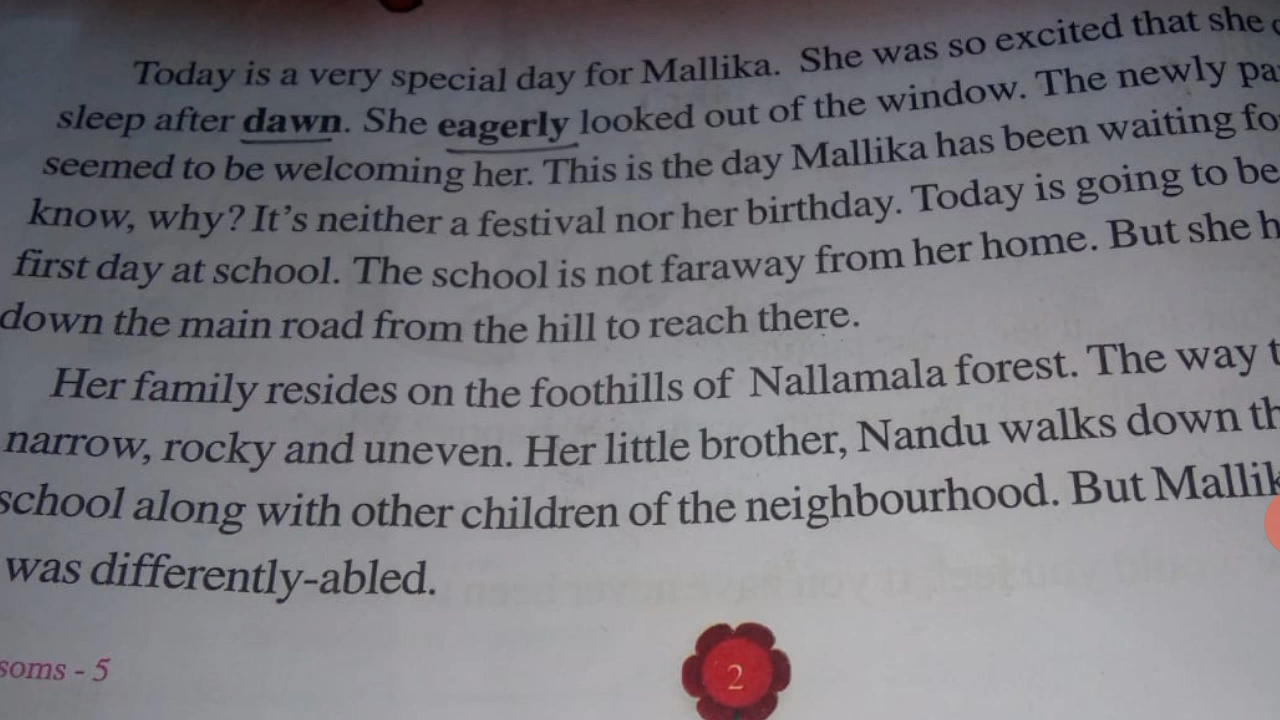 Today is a very special day for Mallika. She was so excited that she
sleep after dawn. She eagerly looked out of the window. The newly
seemed to be welcoming her. This is the day Mallika has been waiting
know, why? It's neither a festival nor her birthday. Today is going to be
first day at school. The school is not faraway from her home. But she
down the main road from the hill to reach there.
Her family resides on the foothills of Nallamala forest. The way
narrow, rocky and uneven. Her little brother, Nandu walks down
school along with other children of the neighbourhood. But
was differently-abled.
soms - 5
2